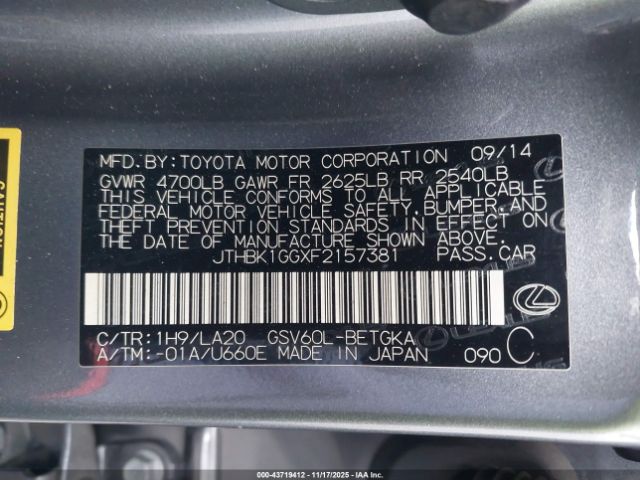 MFD. BY: TOYOTA MOTOR CORPORATION 09/14
GVWR 4700LB GAWR FR 2625LB RR 2540LB
THIS VEHICLE CONFORMS TO ALL APPLICABLE
FEDERAL MOTOR VEHICLE SAFETY, BUMPER, AND
THEFT PREVENTION STANDARDS IN EFFECT ON
THE DATE OF MANUFACTURE SHOWN ABOVE.
JTHBK1GGXF2157381 PASS.CAR
C/TR: 1H9/LA20 GSV60L-BETGKA
A/TM: -01A/U660E MADE IN JAPAN 090 C
LEXUS
© 00-43719412 - 11/17/2025 - IAA, Inc.